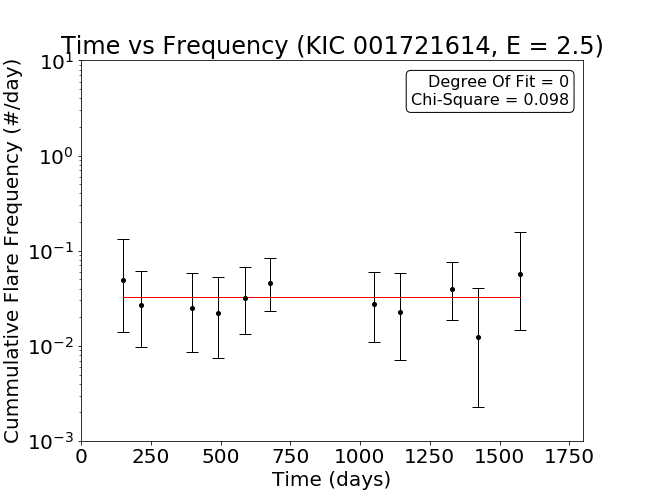 Time vs Frequency (KIC 001721614, E = 2.5)
Degree Of Fit = 0
Chi-Square = 0.098
Cummulative Flare Frequency (#/day)
10¹
10⁰
10⁻¹
10⁻²
10⁻³
0 250 500 750 1000 1250 1500 1750
Time (days)